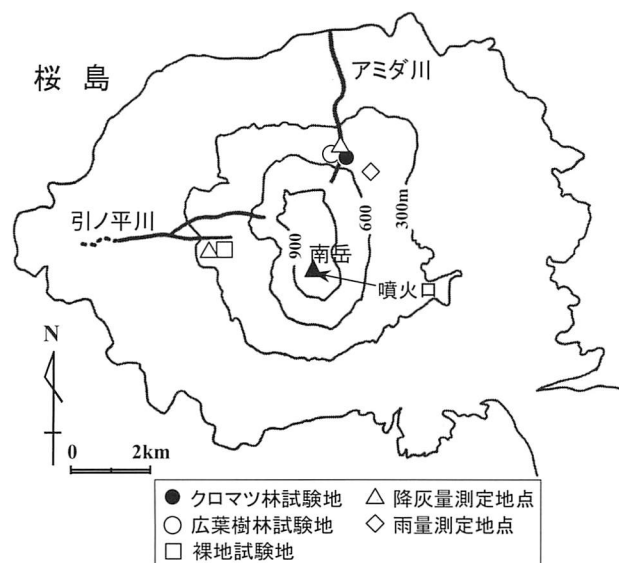 桜 島
アミダ川
引ノ平川
900
600
300m
南岳
噴火口
N
0 2km
● クロマツ林試験地 △ 降灰量測定地点
○ 広葉樹林試験地 ◇ 雨量測定地点
□ 裸地試験地